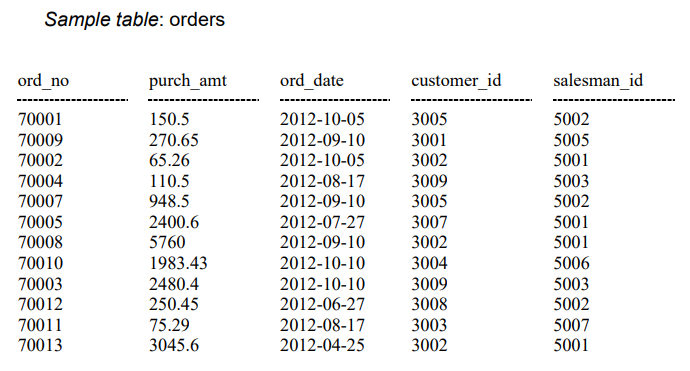 Sample table: orders
ord_no purch_amt ord_date customer_id salesman_id
70001 150.5 2012-10-05 3005 5002
70009 270.65 2012-09-10 3001 5005
70002 65.26 2012-10-05 3002 5001
70004 110.5 2012-08-17 3009 5003
70007 948.5 2012-09-10 3005 5002
70005 2400.6 2012-07-27 3007 5001
70008 5760 2012-09-10 3002 5001
70010 1983.43 2012-10-10 3004 5006
70003 2480.4 2012-10-10 3009 5003
70012 250.45 2012-06-27 3008 5002
70011 75.29 2012-08-17 3003 5007
70013 3045.6 2012-04-25 3002 5001